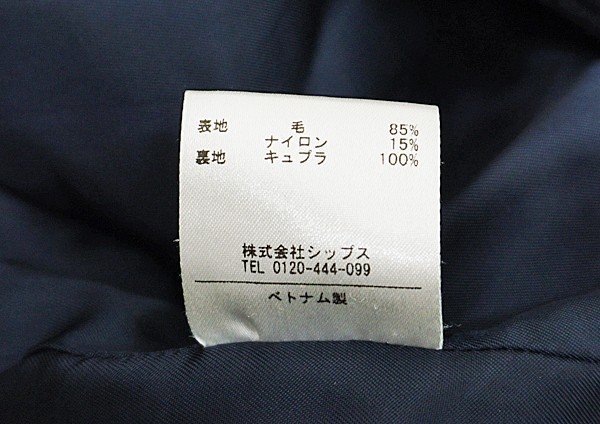 表地 毛 85%
ナイロン 15%
裏地 キュプラ 100%
株式会社シップス
TEL 0120-444-099
ベトナム製